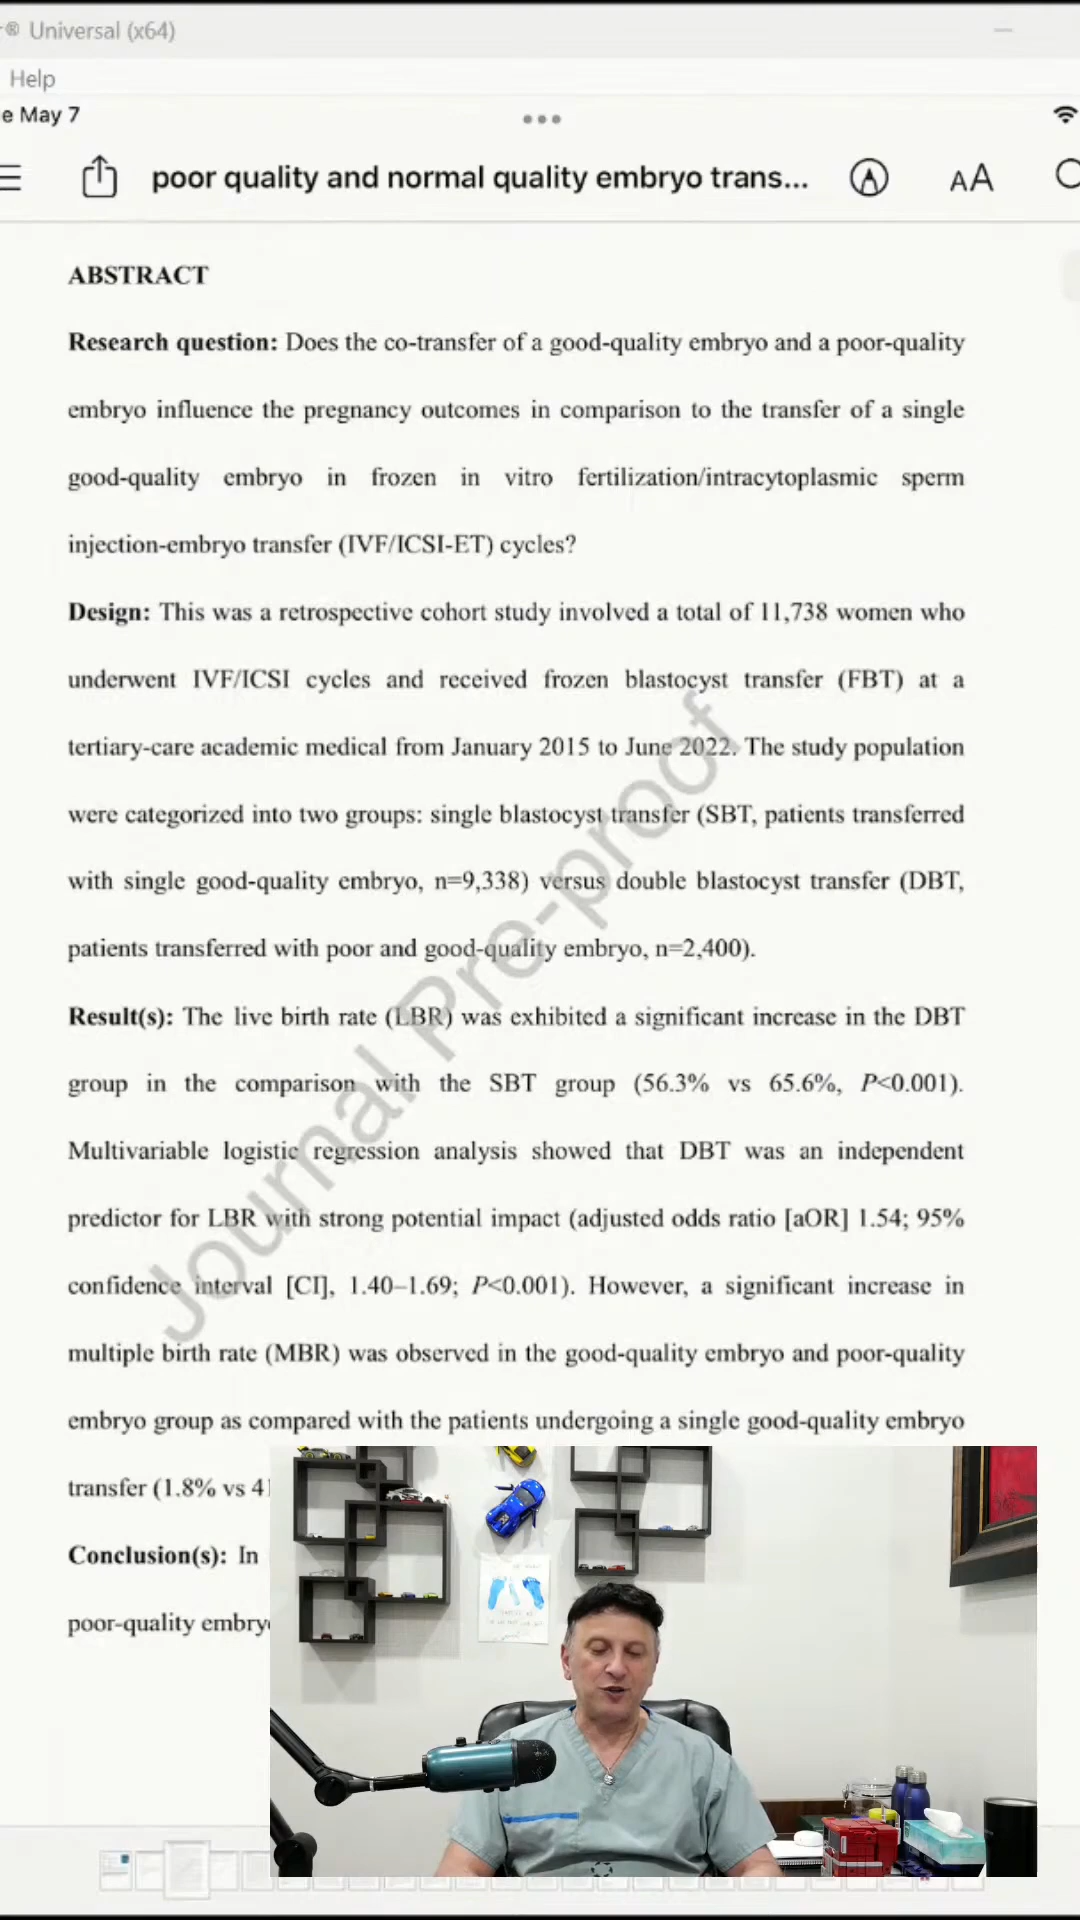 ® Universal (x64)
Help
e May 7
poor quality and normal quality embryo trans...
AA
ABSTRACT
Research question: Does the co-transfer of a good-quality embryo and a poor-quality
embryo influence the pregnancy outcomes in comparison to the transfer of a single
good-quality embryo in frozen in vitro fertilization/intracytoplasmic sperm
injection-embryo transfer (IVF/ICSI-ET) cycles?
Design: This was a retrospective cohort study involved a total of 11,738 women who
underwent IVF/ICSI cycles and received frozen blastocyst transfer (FBT) at a
tertiary-care academic medical from January 2015 to June 2022. The study population
were categorized into two groups: single blastocyst transfer (SBT, patients transferred
with single good-quality embryo, n=9,338) versus double blastocyst transfer (DBT,
patients transferred with poor and good-quality embryo, n=2,400).
Result(s): The live birth rate (LBR) was exhibited a significant increase in the DBT
group in the comparison with the SBT group (56.3% vs 65.6%, P<0.001).
Multivariable logistic regression analysis showed that DBT was an independent
predictor for LBR with strong potential impact (adjusted odds ratio [aOR] 1.54; 95%
confidence interval [CI], 1.40–1.69; P<0.001). However, a significant increase in
multiple birth rate (MBR) was observed in the good-quality embryo and poor-quality
embryo group as compared with the patients undergoing a single good-quality embryo
transfer (1.8% vs 4
Conclusion(s): In
poor-quality embry
Journal Pre-proof